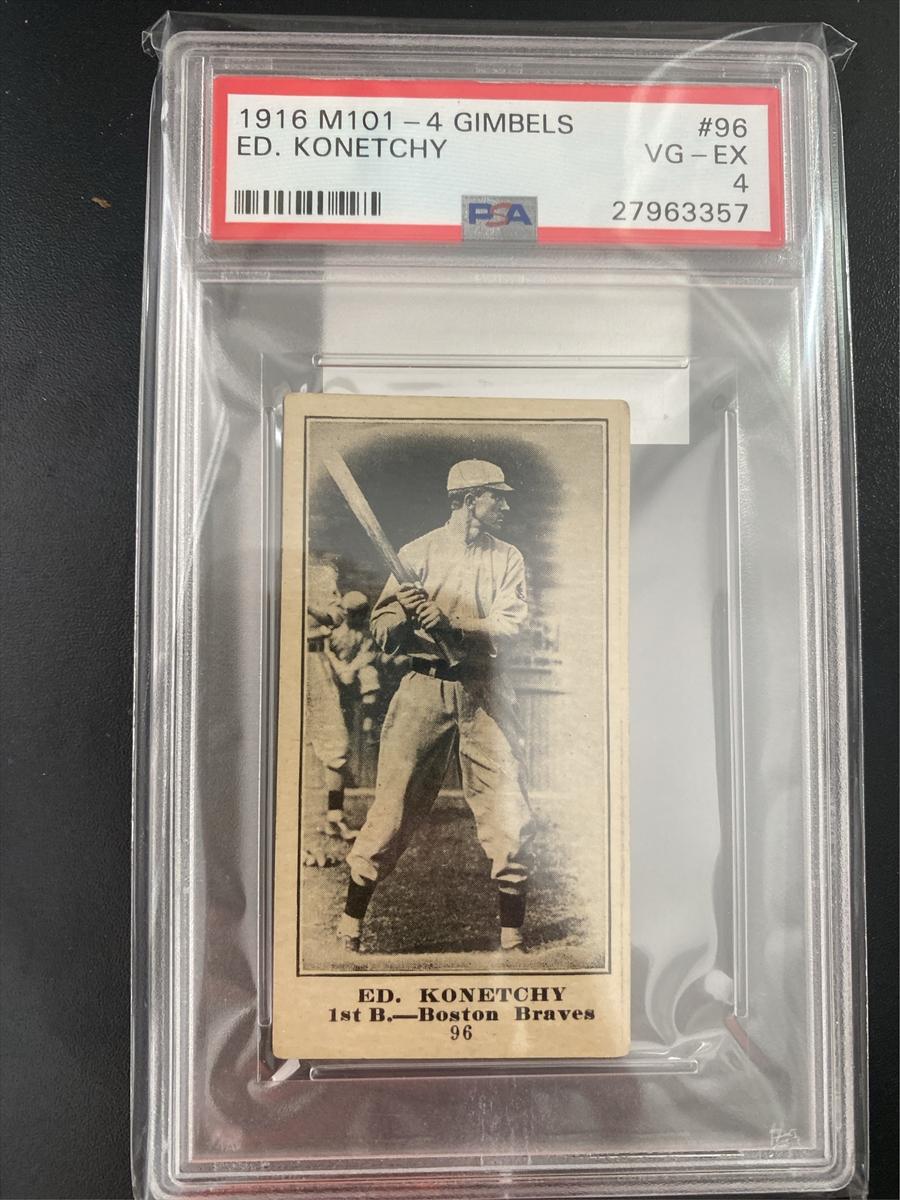 1916 M101-4 GIMBELS #96
ED. KONETCHY VG-EX
4
PSA 27963357
ED. KONETCHY
1st B.—Boston Braves
96